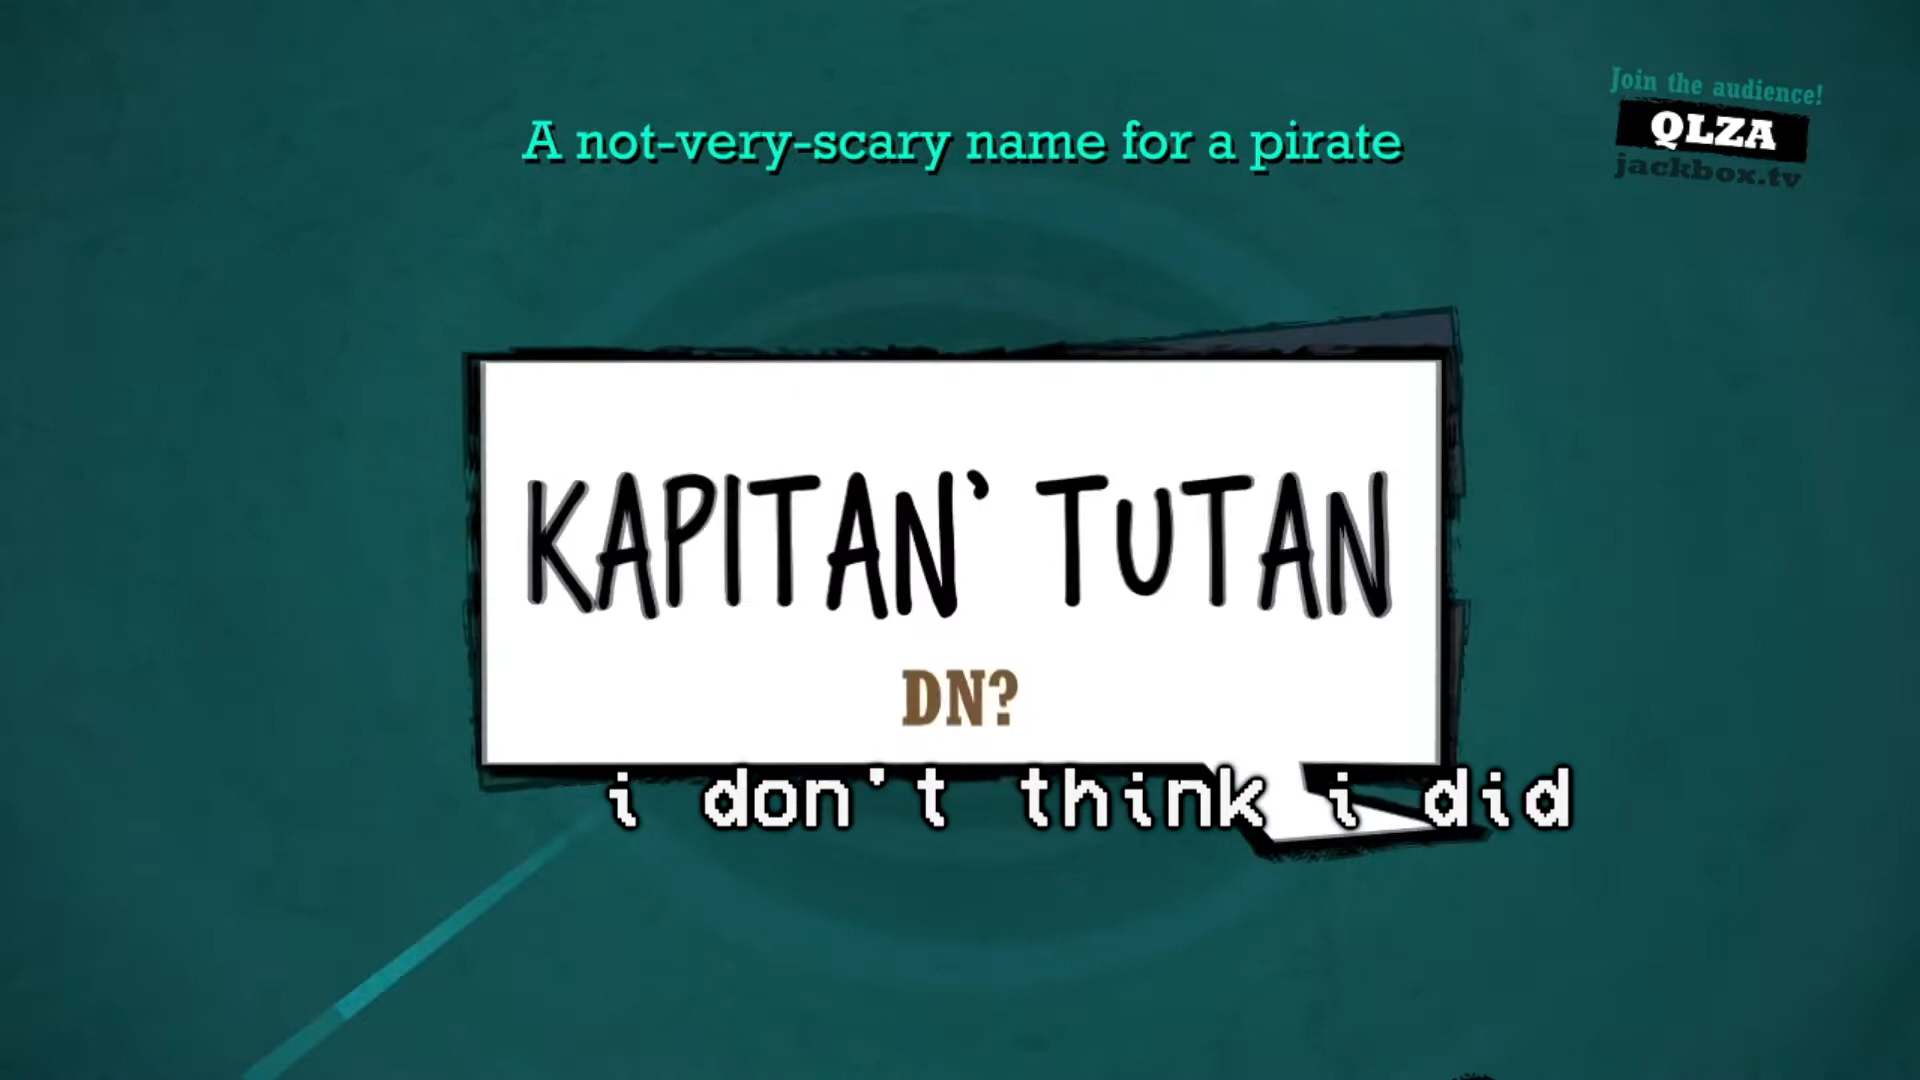 Join the audience!
QLZA
jackbox.tv
A not-very-scary name for a pirate
KAPITAN' TUTAN
DN?
i don't think i did